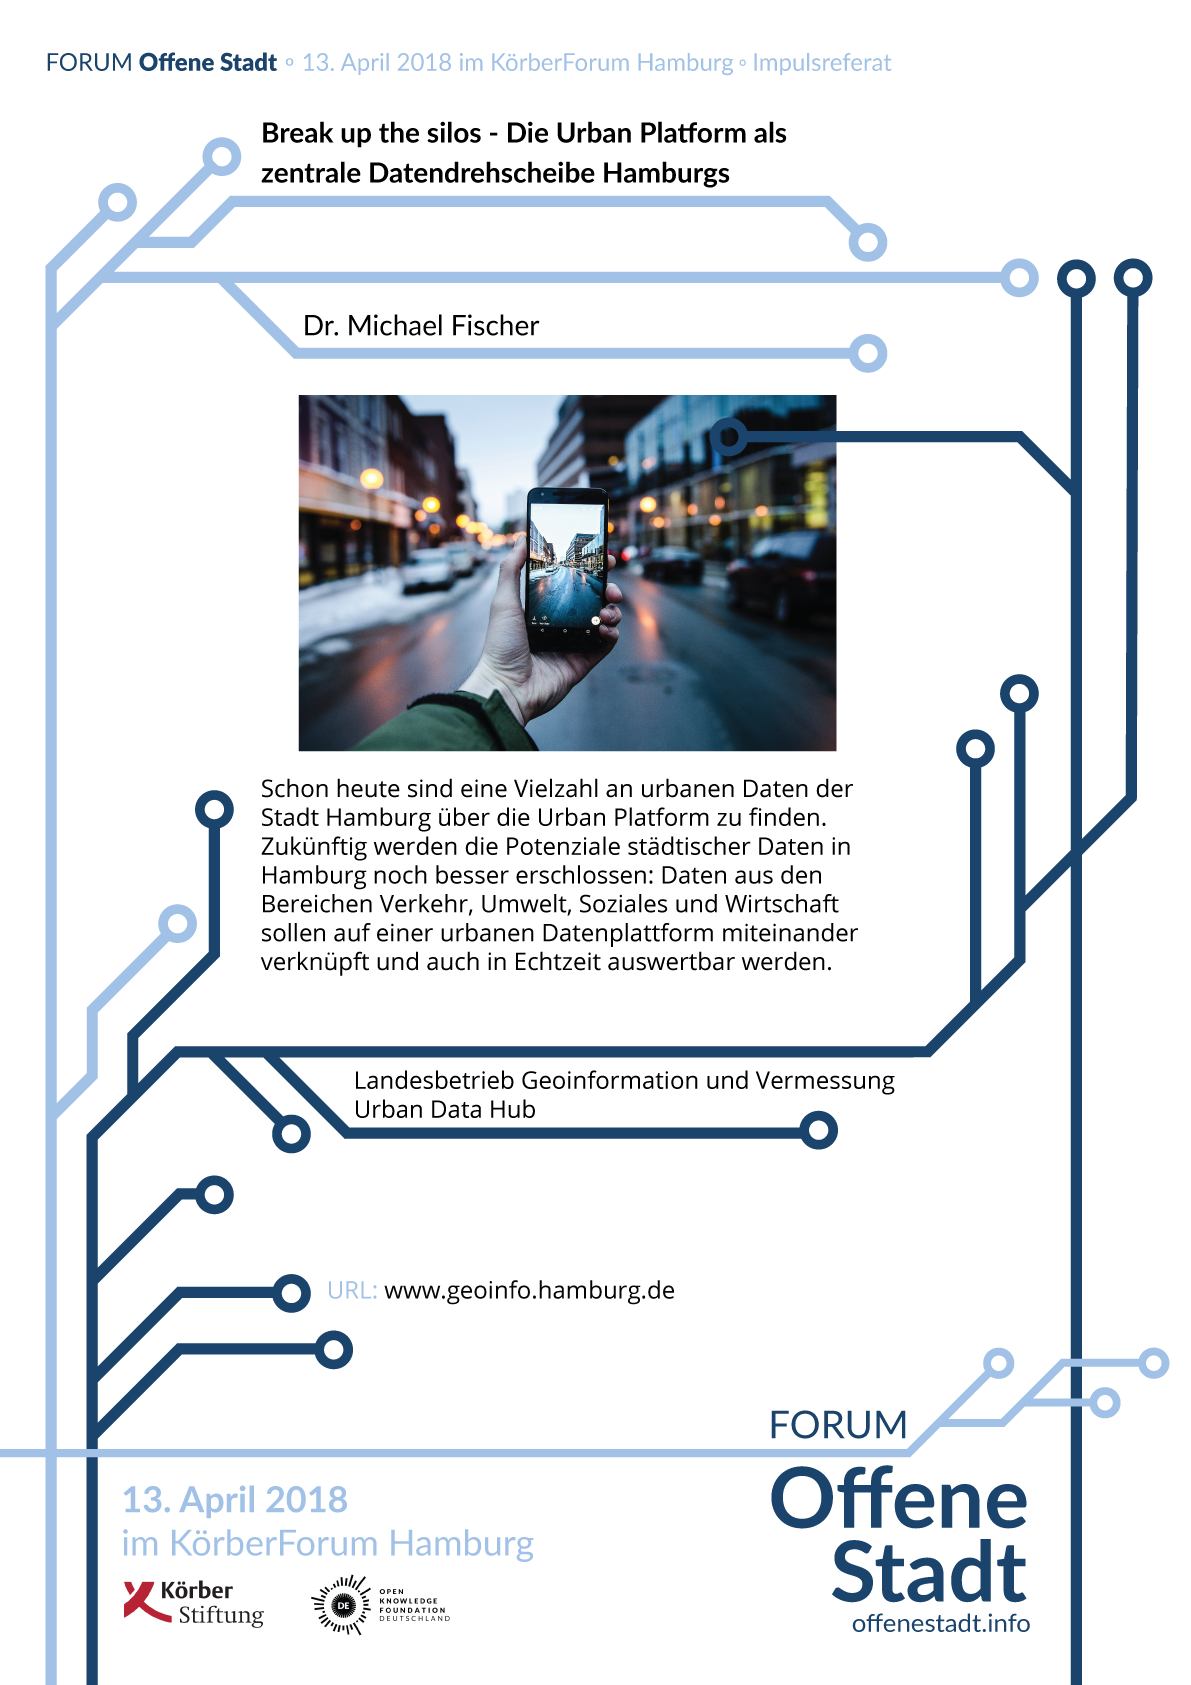 FORUM Offene Stadt ∘ 13. April 2018 im KörberForum Hamburg ∘ Impulsreferat
Break up the silos - Die Urban Platform als
zentrale Datendrehscheibe Hamburgs
Dr. Michael Fischer
Schon heute sind eine Vielzahl an urbanen Daten der
Stadt Hamburg über die Urban Platform zu finden.
Zukünftig werden die Potenziale städtischer Daten in
Hamburg noch besser erschlossen: Daten aus den
Bereichen Verkehr, Umwelt, Soziales und Wirtschaft
sollen auf einer urbanen Datenplattform miteinander
verknüpft und auch in Echtzeit auswertbar werden.
Landesbetrieb Geoinformation und Vermessung
Urban Data Hub
URL: www.geoinfo.hamburg.de
FORUM
Offene
Stadt
offenestadt.info
13. April 2018
im KörberForum Hamburg
Körber
Stiftung
DE
OPEN
KNOWLEDGE
FOUNDATION
DEUTSCHLAND